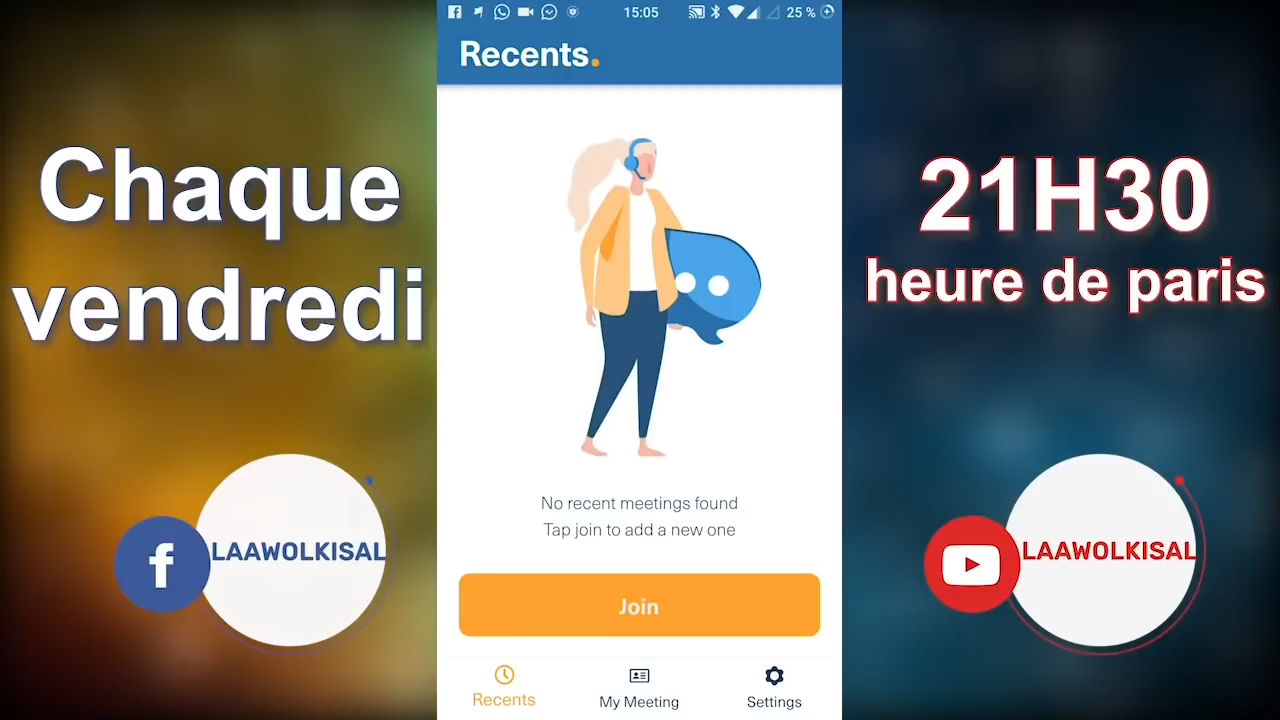 Chaque
vendredi
LAAWOLKISAL
15:05
25 %
Recents.
No recent meetings found
Tap join to add a new one
Join
Recents
My Meeting
Settings
21H30
heure de paris
LAAWOLKISAL